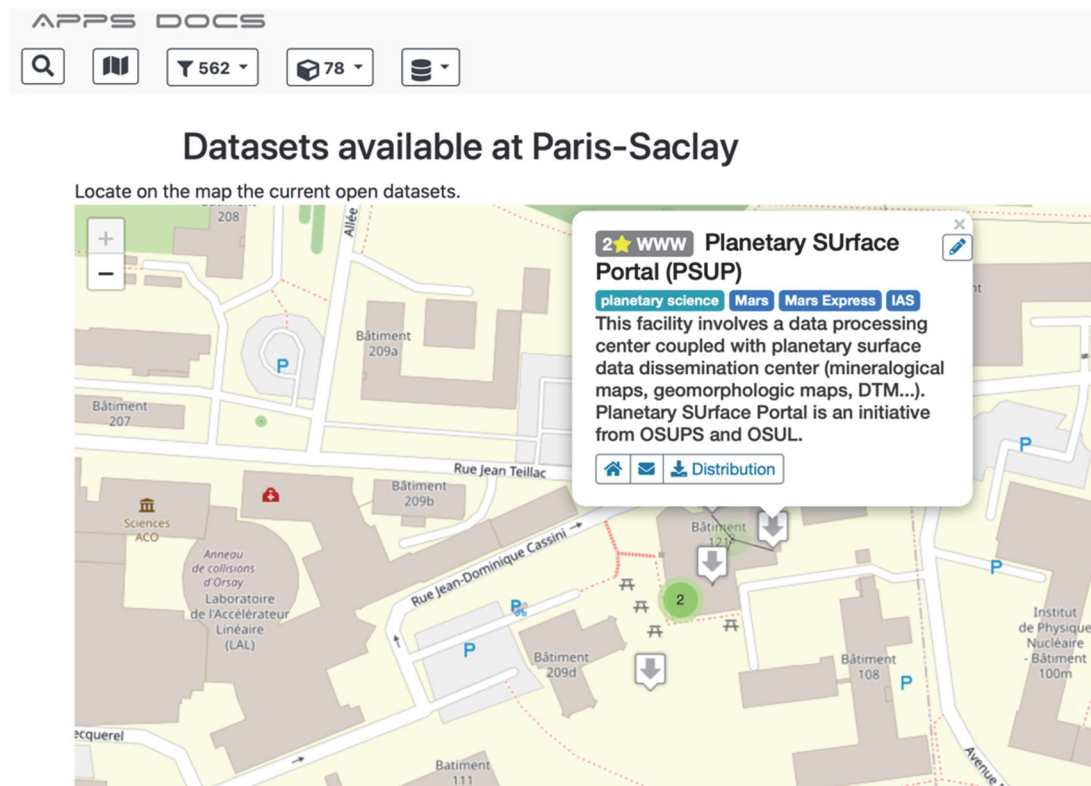 APPS DOCS
562
78
Datasets available at Paris-Saclay
Locate on the map the current open datasets.
208
Allée
+
−
2⭐ WWW Planetary SUrface
Portal (PSUP)
×
planetary science Mars Mars Express IAS
This facility involves a data processing
center coupled with planetary surface
data dissemination center (mineralogical
maps, geomorphologic maps, DTM...).
Planetary SUrface Portal is an initiative
from OSUPS and OSUL.
Distribution
Bâtiment
209a
P
Bâtiment
207
Rue Jean Teillac
Bâtiment
209b
P
Sciences
ACO
Anneau
de collisions
d'Orsay
Laboratoire
de l'Accélérateur
Linéaire
(LAL)
Rue Jean-Dominique Cassini
Bâtiment
121
2
P
P
P
Bâtiment
209d
Bâtiment
108
P
Institut
de Physique
Nucléaire
- Bâtiment
100m
ecquerel
Batiment
111
Avenue